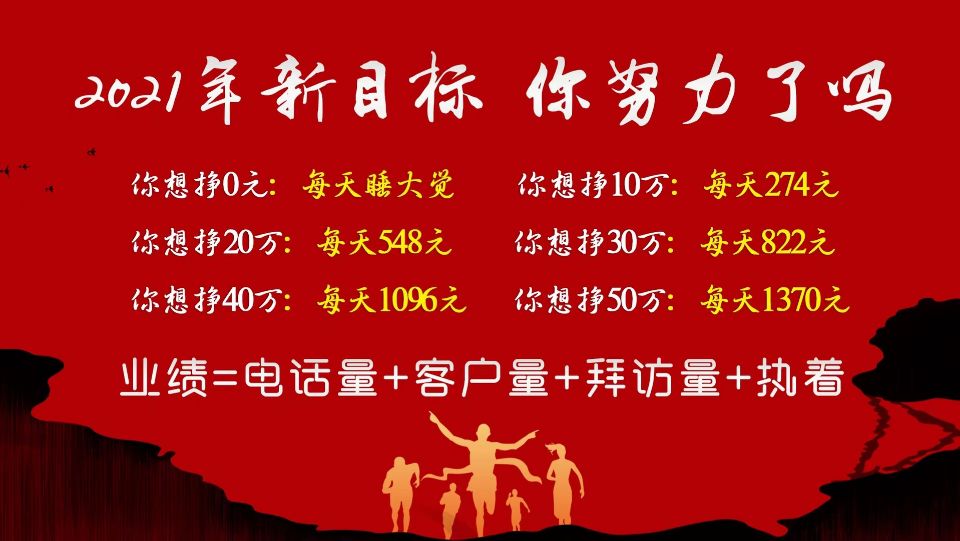 2021年新目标 你努力了吗
你想挣0元：每天睡大觉 你想挣10万：每天274元
你想挣20万：每天548元 你想挣30万：每天822元
你想挣40万：每天1096元 你想挣50万：每天1370元
业绩=电话量+客户量+拜访量+执着